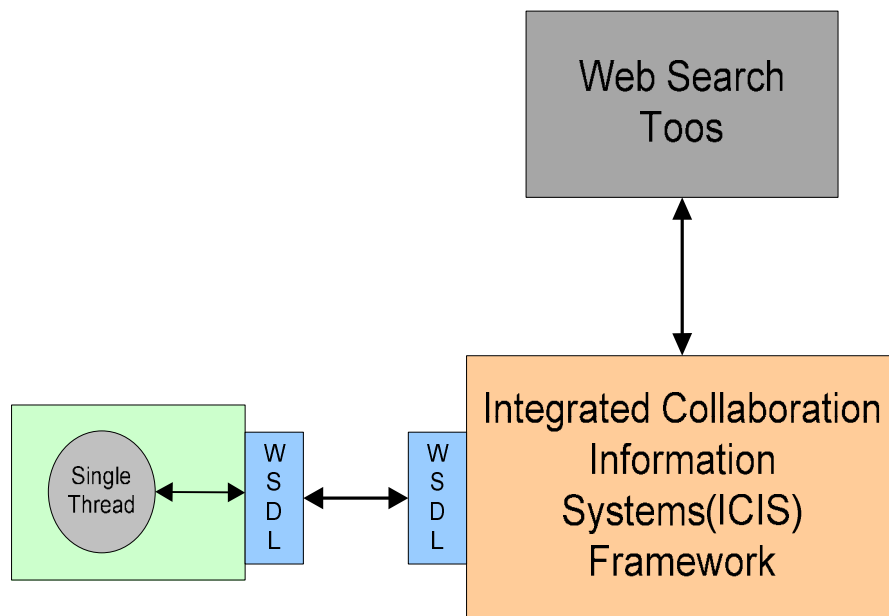 Web Search
Toos
Integrated Collaboration
Information
Systems(ICIS)
Framework
Single
Thread
W
S
D
L
W
S
D
L